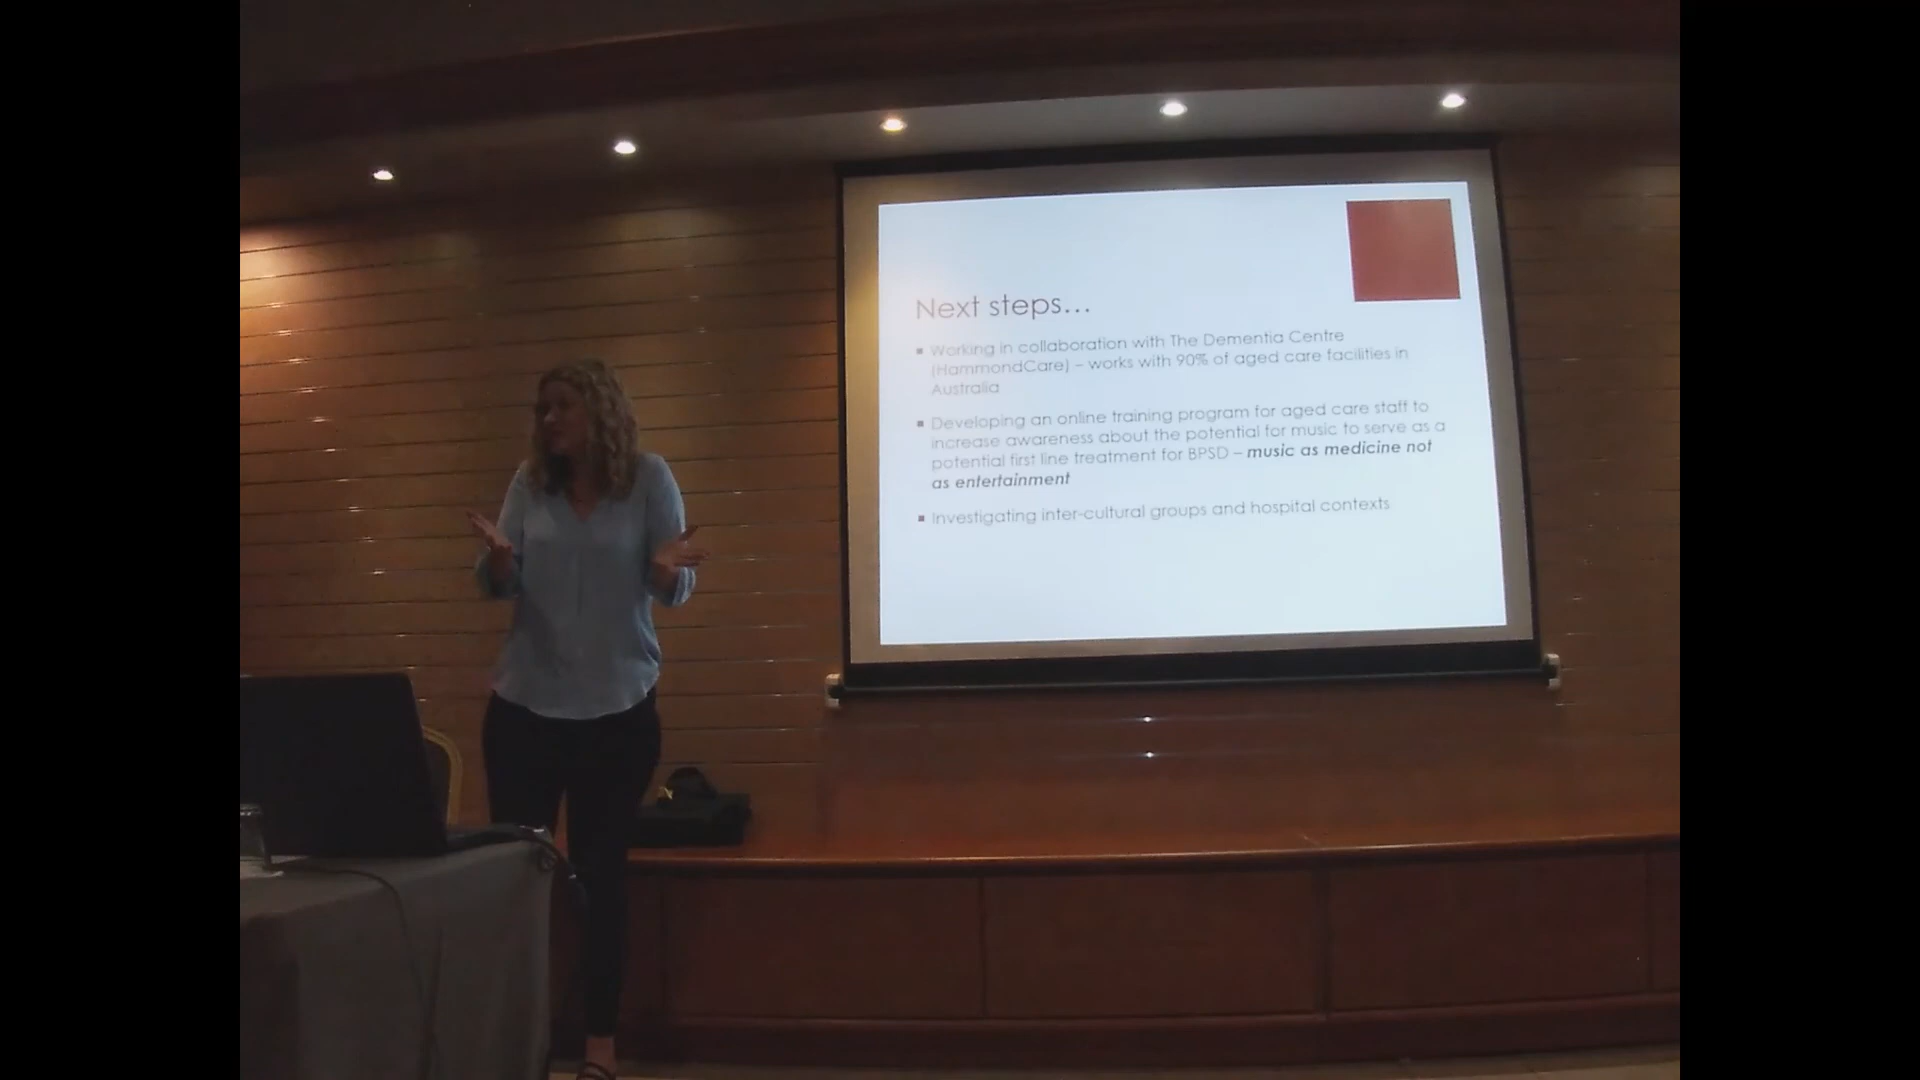 Next steps...
▪ Working in collaboration with The Dementia Centre
(HammondCare) – works with 90% of aged care facilities in
Australia
▪ Developing an online training program for aged care staff to
increase awareness about the potential for music to serve as a
potential first line treatment for BPSD – music as medicine not
as entertainment
▪ Investigating inter-cultural groups and hospital contexts